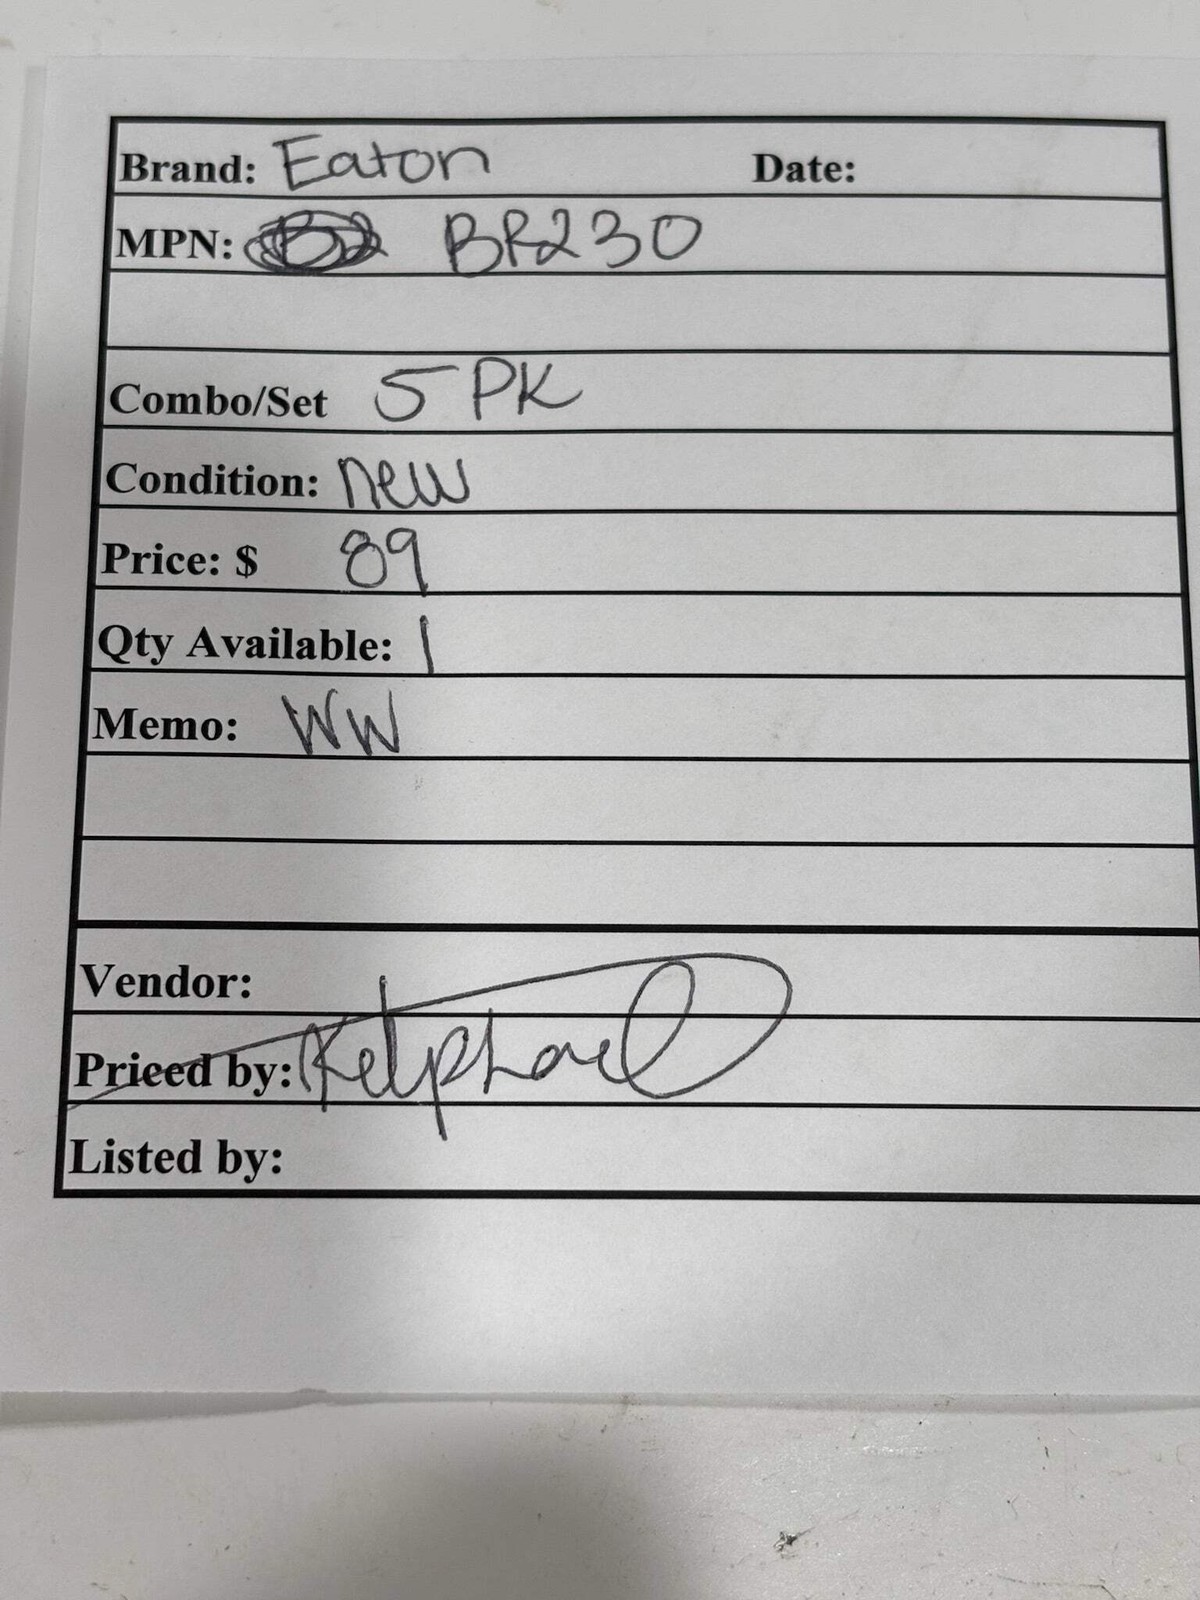 Brand: Eaton Date:
MPN: BR230
Combo/Set 5 PK
Condition: new
Price: $ 89
Qty Available: 1
Memo: WW
Vendor:
Priced by:
Listed by: